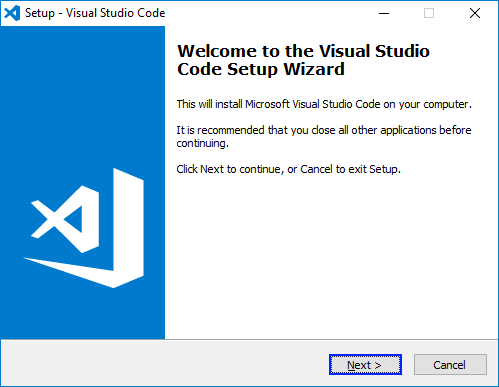 Setup - Visual Studio Code
Welcome to the Visual Studio
Code Setup Wizard
This will install Microsoft Visual Studio Code on your computer.
It is recommended that you close all other applications before
continuing.
Click Next to continue, or Cancel to exit Setup.
Next >
Cancel